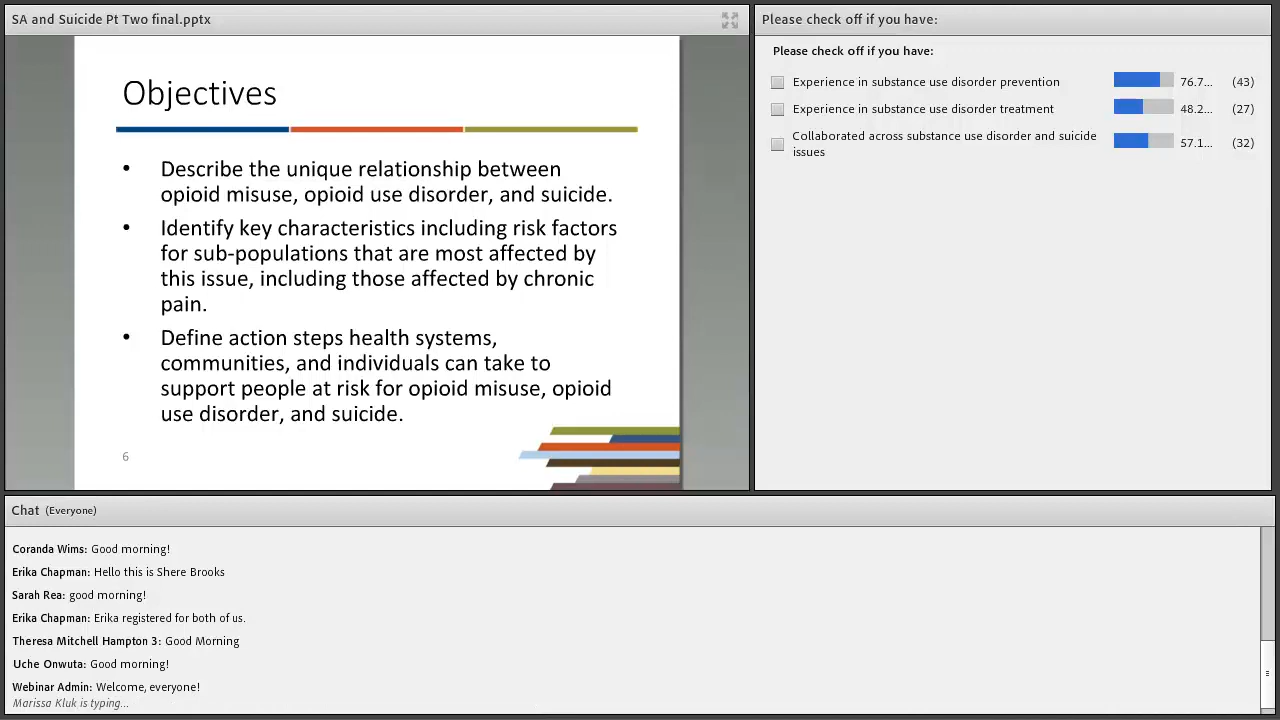 SA and Suicide Pt Two final.pptx
Objectives
• Describe the unique relationship between
opioid misuse, opioid use disorder, and suicide.
• Identify key characteristics including risk factors
for sub-populations that are most affected by
this issue, including those affected by chronic
pain.
• Define action steps health systems,
communities, and individuals can take to
support people at risk for opioid misuse, opioid
use disorder, and suicide.
6
Please check off if you have:
Please check off if you have:
Experience in substance use disorder prevention 76.7... (43)
Experience in substance use disorder treatment 48.2... (27)
Collaborated across substance use disorder and suicide
issues 57.1... (32)
Chat (Everyone)
Coranda Wims: Good morning!
Erika Chapman: Hello this is Shere Brooks
Sarah Rea: good morning!
Erika Chapman: Erika registered for both of us.
Theresa Mitchell Hampton 3: Good Morning
Uche Onwuta: Good morning!
Webinar Admin: Welcome, everyone!
Marissa Kluk is typing...